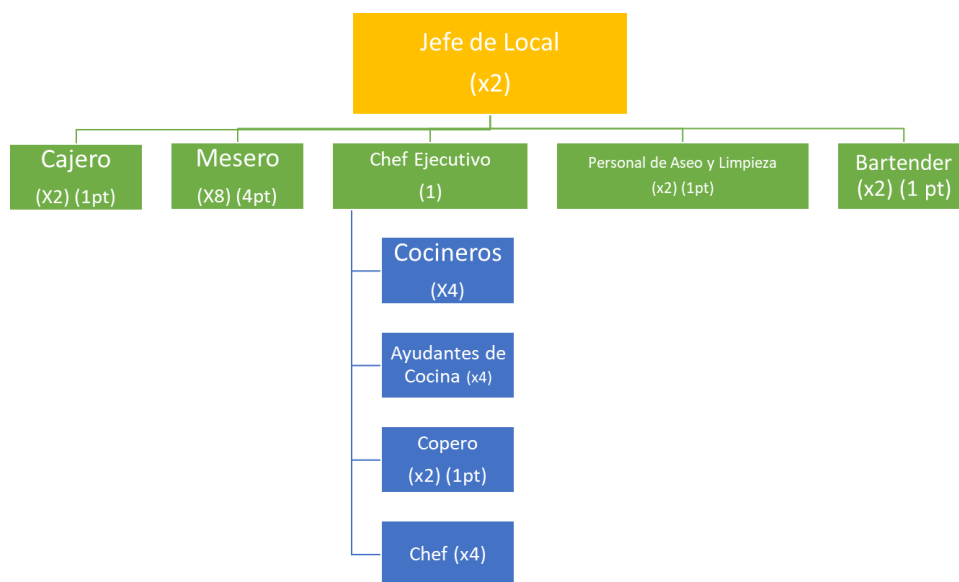 Jefe de Local
(x2)
Cajero
(X2) (1pt)
Mesero
(X8) (4pt)
Chef Ejecutivo
(1)
Personal de Aseo y Limpieza
(x2) (1pt)
Bartender
(x2) (1 pt)
Cocineros
(X4)
Ayudantes de
Cocina (x4)
Copero
(x2) (1pt)
Chef (x4)